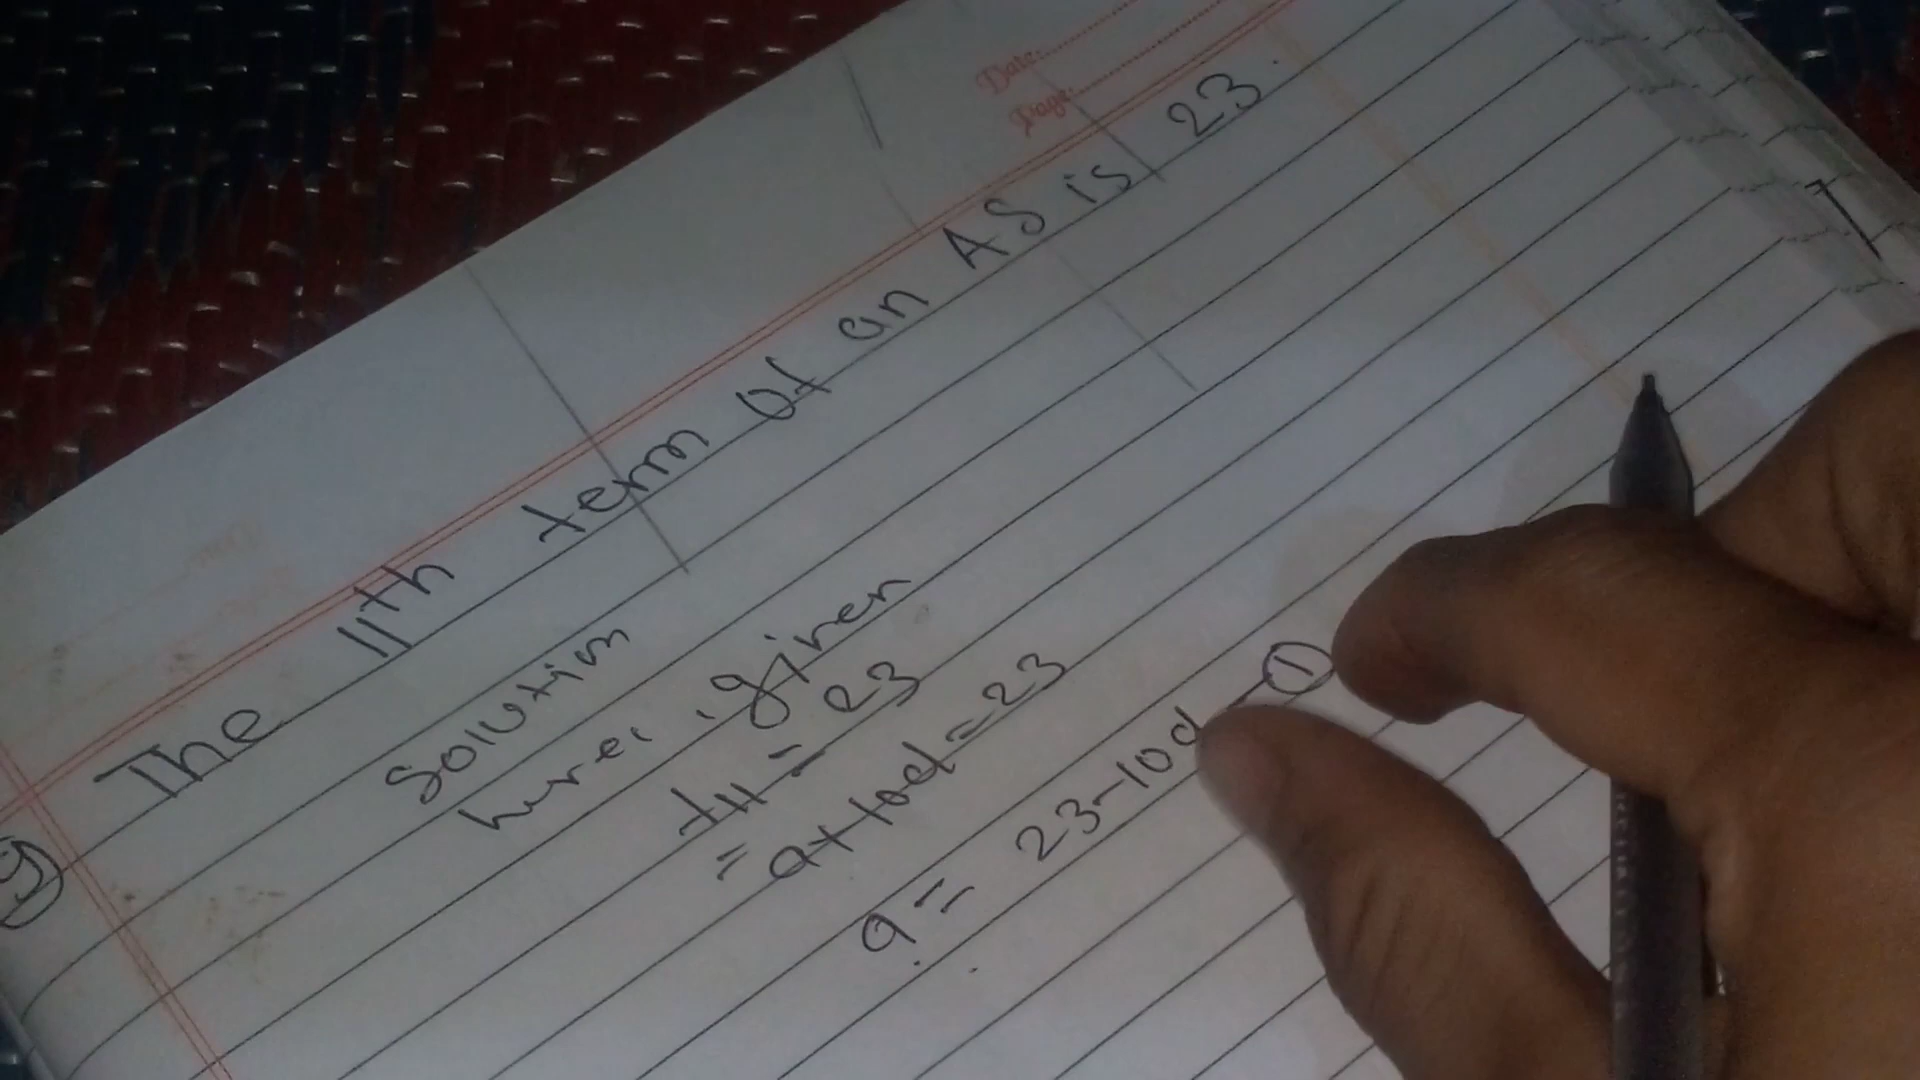 Date:
Page:
The 11th term of an AS is 23.
Solution
here, given
t11 = 23
= a+10d = 23
a = 23-10d - 1